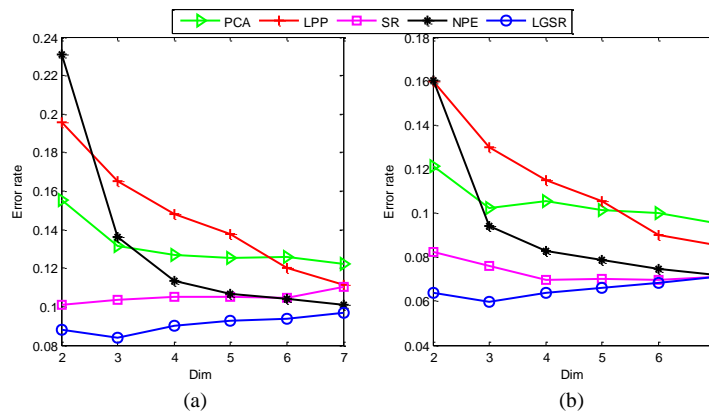 PCA LPP SR NPE LGSR
0.24
0.22
0.2
0.18
0.16
0.14
0.12
0.1
0.08
Error rate
2 3 4 5 6 7
Dim
(a)
0.18
0.16
0.14
0.12
0.1
0.08
0.06
0.04
Error rate
2 3 4 5 6
Dim
(b)